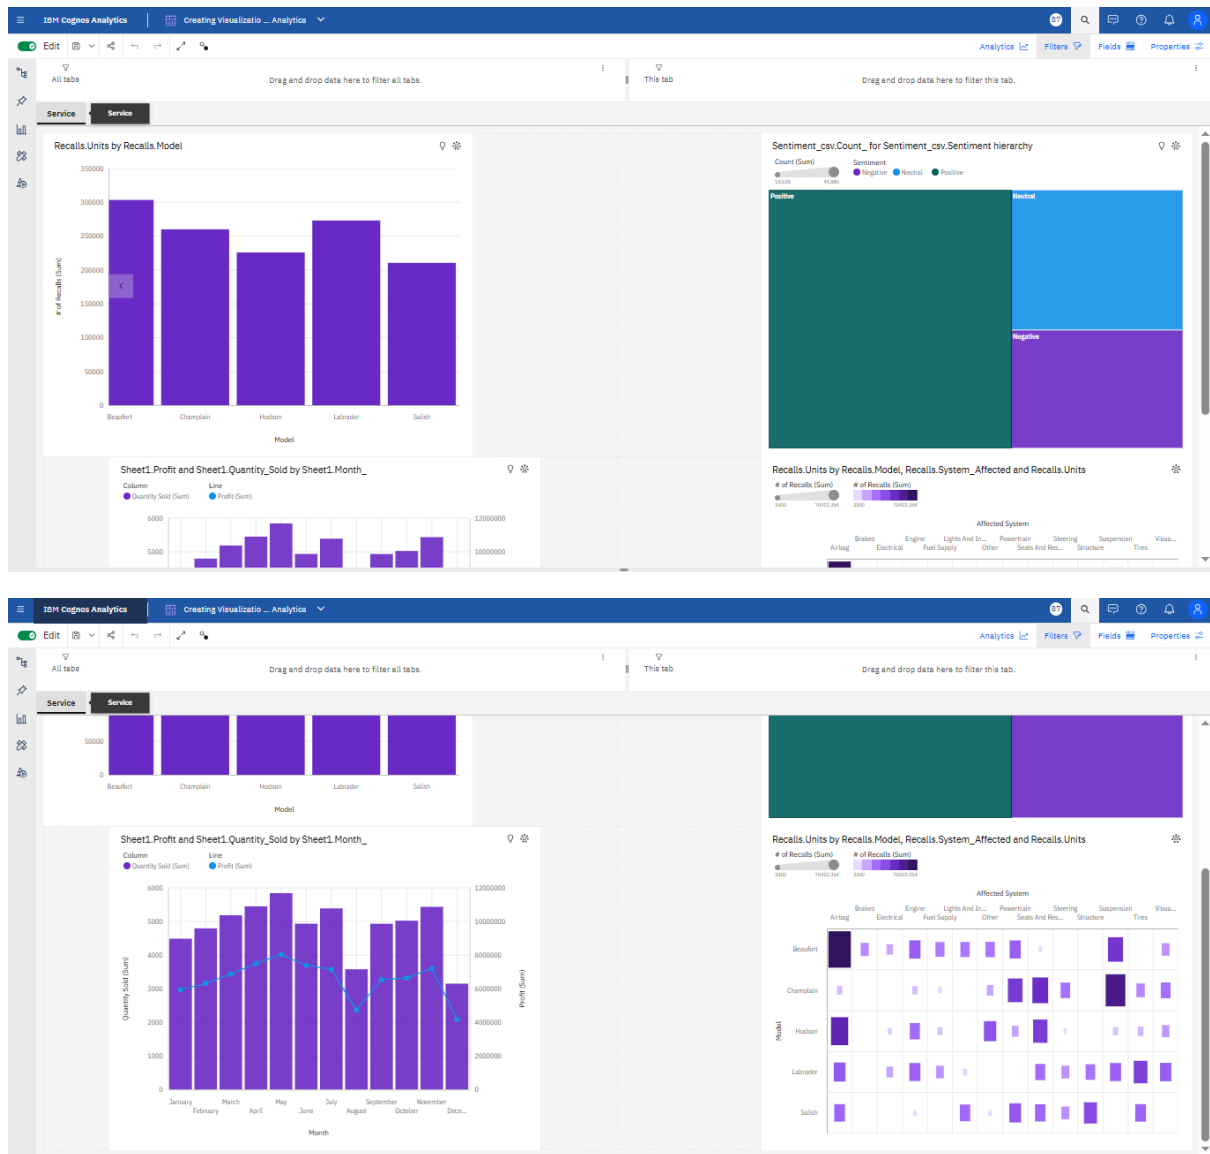 IBM Cognos Analytics
Creating Visualizatio ... Analytics
Edit
Analytics
Filters
Fields
Properties
All tabs
Drag and drop data here to filter all tabs.
This tab
Drag and drop data here to filter this tab.
Service
Service
Recalls.Units by Recalls.Model
350000
300000
250000
200000
150000
100000
50000
0
# of Recalls (Sum)
Beaufort Champlain Hudson Labrador Salish
Model
Sentiment_csv.Count_ for Sentiment_csv.Sentiment hierarchy
Count (Sum)
Sentiment
Negative Neutral Positive
Positive
Neutral
Negative
Sheet1.Profit and Sheet1.Quantity_Sold by Sheet1.Month_
Column Line
Quantity Sold (Sum) Profit (Sum)
6000 12000000
5000 10000000
Recalls.Units by Recalls.Model, Recalls.System_Affected and Recalls.Units
# of Recalls (Sum) # of Recalls (Sum)
3300 70422.354 3300 70422.354
Affected System
Brakes Engine Lights And In... Powertrain Steering Suspension Visua...
Airbag Electrical Fuel Supply Other Seats And Res... Structure Tires
IBM Cognos Analytics
Creating Visualizatio ... Analytics
Edit
Analytics
Filters
Fields
Properties
All tabs
Drag and drop data here to filter all tabs.
This tab
Drag and drop data here to filter this tab.
Service
Service
50000
0
Beaufort Champlain Hudson Labrador Salish
Model
Sheet1.Profit and Sheet1.Quantity_Sold by Sheet1.Month_
Column Line
Quantity Sold (Sum) Profit (Sum)
6000 12000000
5000 10000000
4000 8000000
3000 6000000
2000 4000000
1000 2000000
0 0
Quantity Sold (Sum)
Profit (Sum)
January March May July September November
February April June August October Dece...
Month
Recalls.Units by Recalls.Model, Recalls.System_Affected and Recalls.Units
# of Recalls (Sum) # of Recalls (Sum)
3300 70422.354 3300 70422.354
Affected System
Brakes Engine Lights And In... Powertrain Steering Suspension Visua...
Airbag Electrical Fuel Supply Other Seats And Res... Structure Tires
Model
Beaufort
Champlain
Hudson
Labrador
Salish